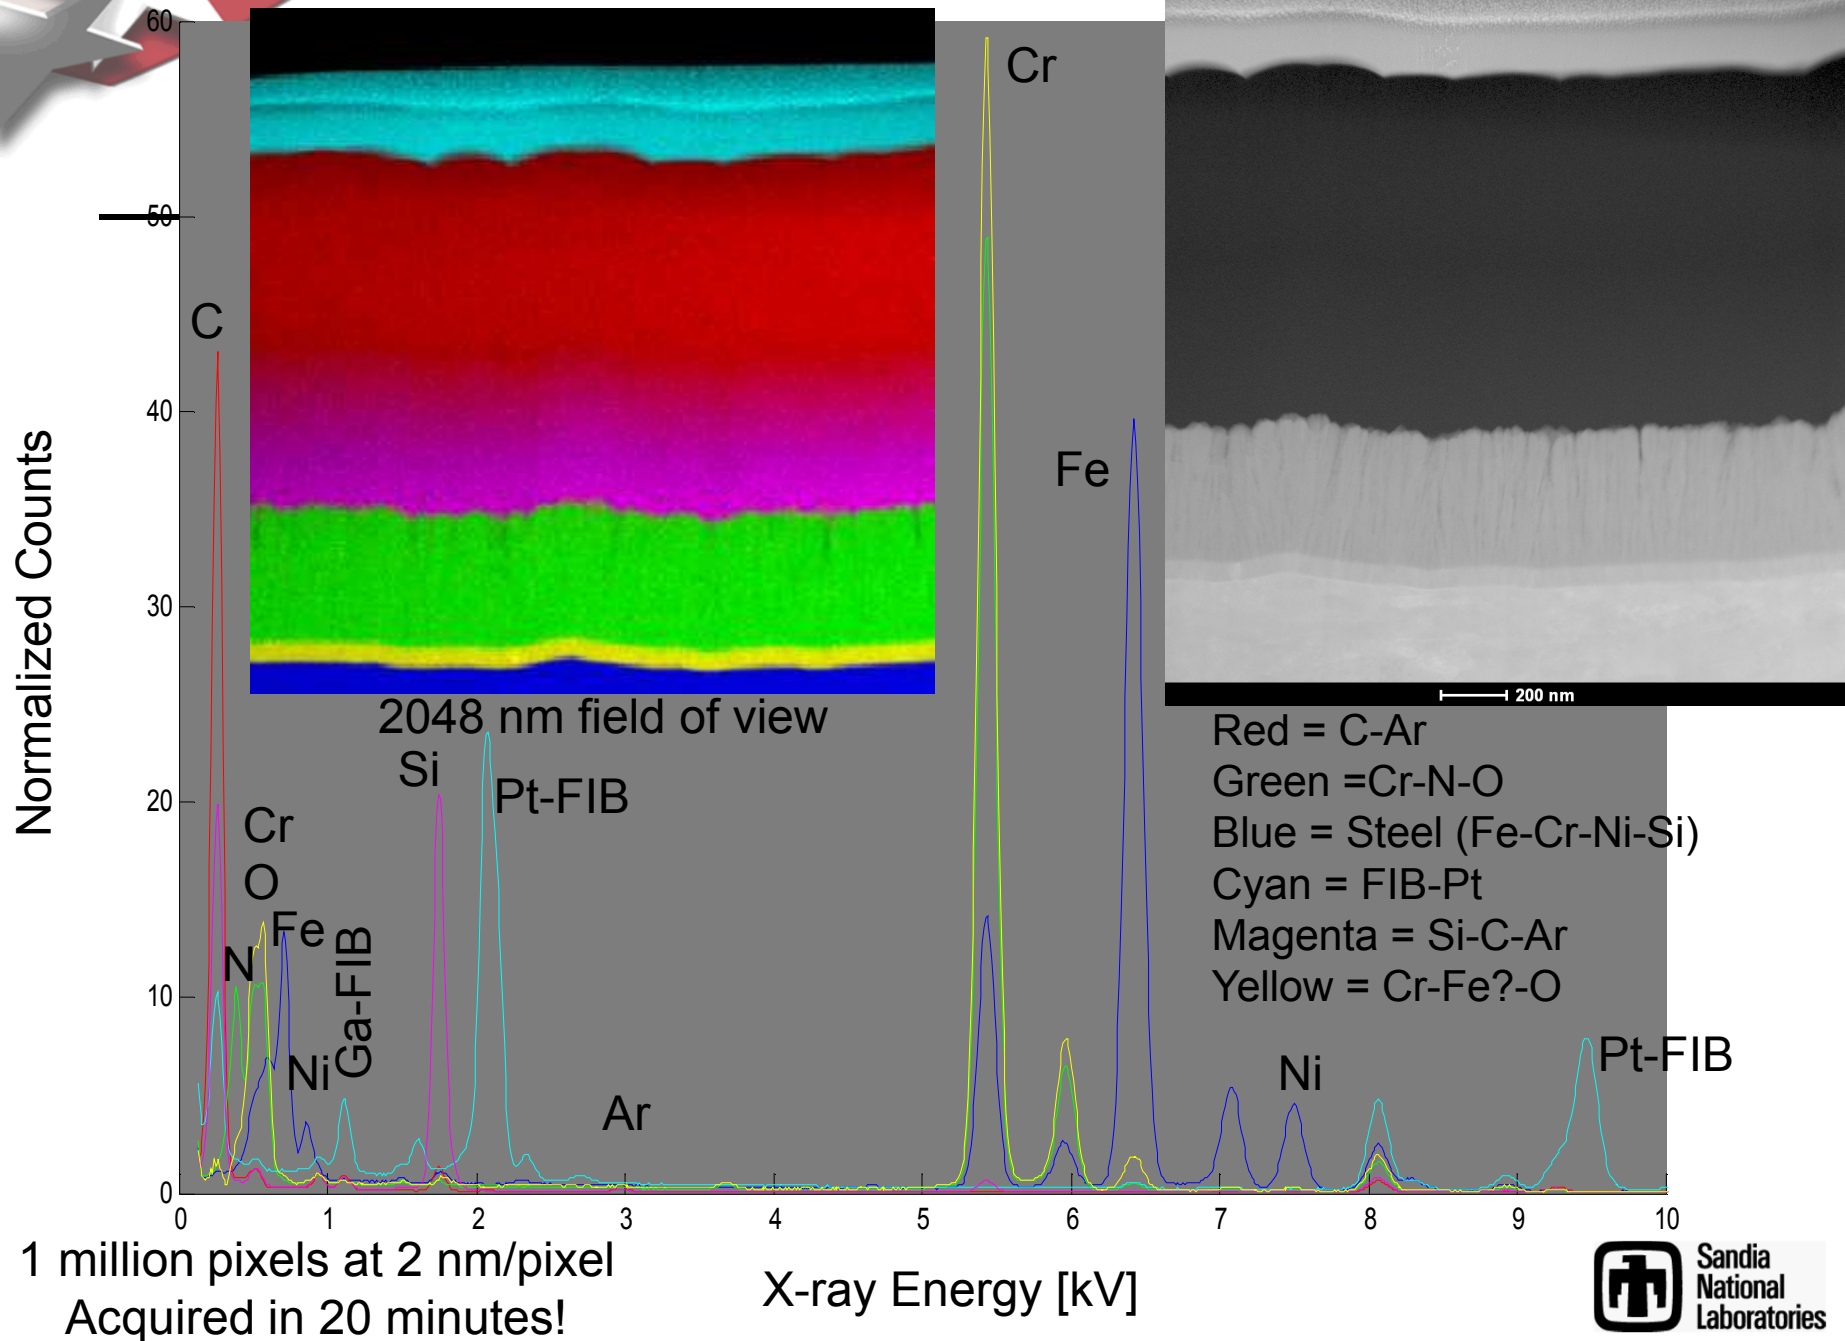 60
50
40
30
20
10
0
Normalized Counts
C
Cr
O
N
Fe
Ni
Ga-FIB
Si
Pt-FIB
Ar
Cr
Fe
Ni
Pt-FIB
2048 nm field of view
200 nm
Red = C-Ar
Green =Cr-N-O
Blue = Steel (Fe-Cr-Ni-Si)
Cyan = FIB-Pt
Magenta = Si-C-Ar
Yellow = Cr-Fe?-O
0 1 2 3 4 5 6 7 8 9 10
X-ray Energy [kV]
1 million pixels at 2 nm/pixel
Acquired in 20 minutes!
Sandia
National
Laboratories